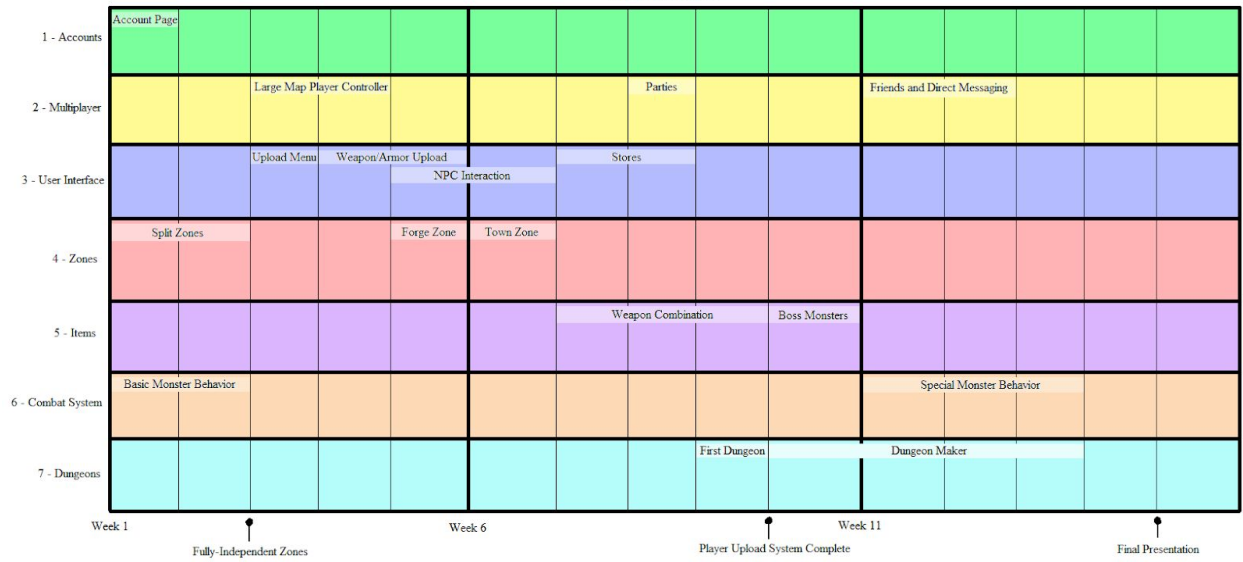 Account Page
1 - Accounts
Large Map Player Controller
Parties
Friends and Direct Messaging
2 - Multiplayer
Upload Menu
Weapon/Armor Upload
Stores
NPC Interaction
3 - User Interface
Split Zones
Forge Zone
Town Zone
4 - Zones
Weapon Combination
Boss Monsters
5 - Items
Basic Monster Behavior
Special Monster Behavior
6 - Combat System
First Dungeon
Dungeon Maker
7 - Dungeons
Week 1
Week 6
Week 11
Fully-Independent Zones
Player Upload System Complete
Final Presentation